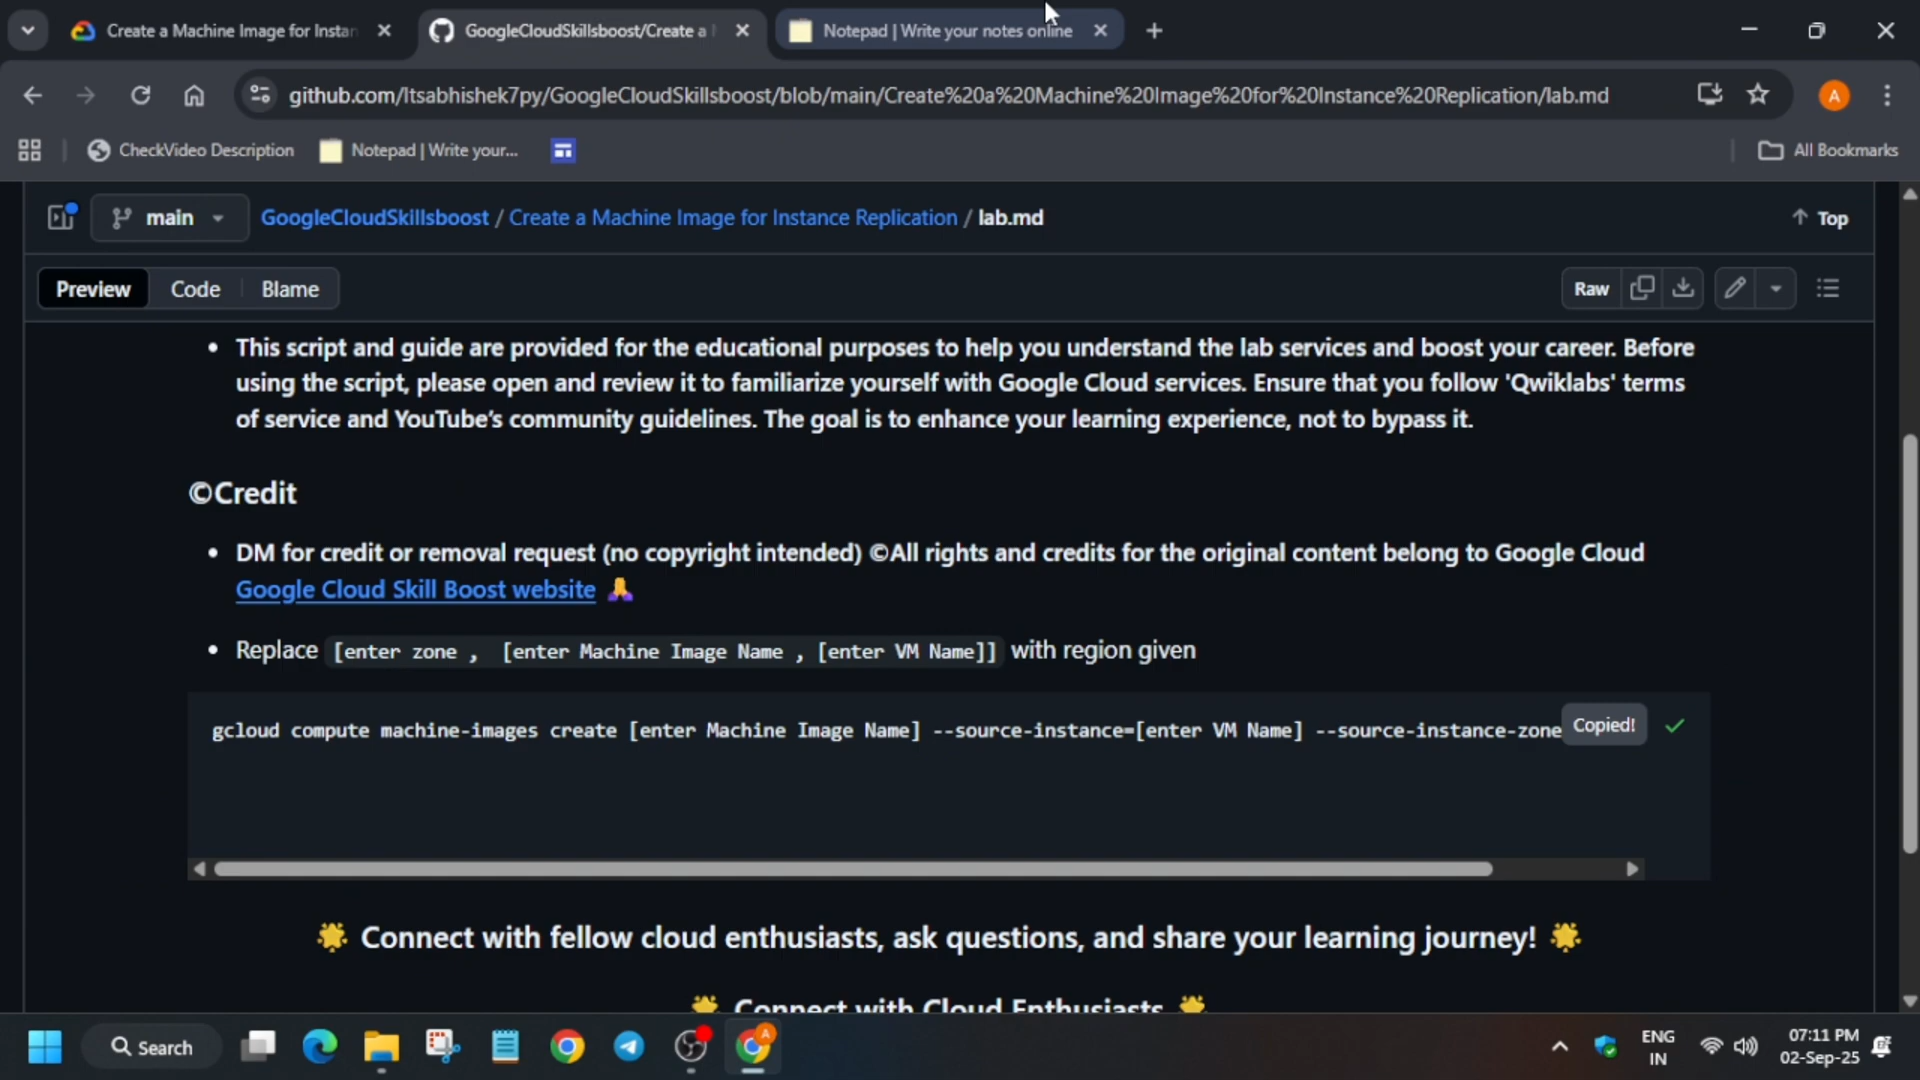 Create a Machine Image for Instan
GoogleCloudSkillsboost/Create a
Notepad | Write your notes online
github.com/Itsabhishek7py/GoogleCloudSkillsboost/blob/main/Create%20a%20Machine%20Image%20for%20Instance%20Replication/lab.md
A
CheckVideo Description
Notepad | Write your...
All Bookmarks
main
GoogleCloudSkillsboost / Create a Machine Image for Instance Replication / lab.md
Top
Preview
Code
Blame
Raw
• This script and guide are provided for the educational purposes to help you understand the lab services and boost your career. Before
using the script, please open and review it to familiarize yourself with Google Cloud services. Ensure that you follow 'Qwiklabs' terms
of service and YouTube's community guidelines. The goal is to enhance your learning experience, not to bypass it.
©Credit
• DM for credit or removal request (no copyright intended) ©All rights and credits for the original content belong to Google Cloud
Google Cloud Skill Boost website 🙏
• Replace [enter zone , [enter Machine Image Name , [enter VM Name]] with region given
gcloud compute machine-images create [enter Machine Image Name] --source-instance=[enter VM Name] --source-instance-zone
Copied!
🌟 Connect with fellow cloud enthusiasts, ask questions, and share your learning journey! 🌟
🌟 Connect with Cloud Enthusiasts 🌟
Search
A
ENG
IN
07:11 PM
02-Sep-25